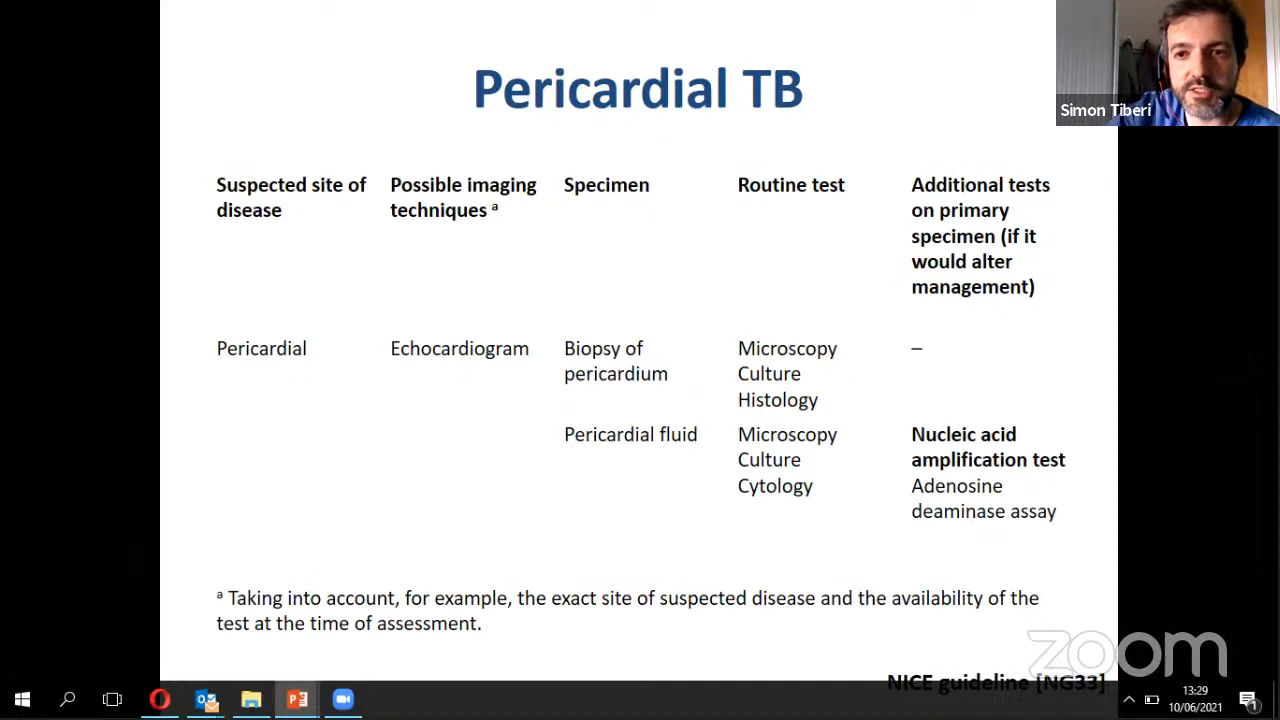 Pericardial TB
Simon Tiberi
Suspected site of
disease
Possible imaging
techniques ᵃ
Specimen
Routine test
Additional tests
on primary
specimen (if it
would alter
management)
Pericardial
Echocardiogram
Biopsy of
pericardium
Microscopy
Culture
Histology
–
Pericardial fluid
Microscopy
Culture
Cytology
Nucleic acid
amplification test
Adenosine
deaminase assay
ᵃ Taking into account, for example, the exact site of suspected disease and the availability of the
test at the time of assessment.
zoom
NICE guideline [NG33]
13:29
10/06/2021
1